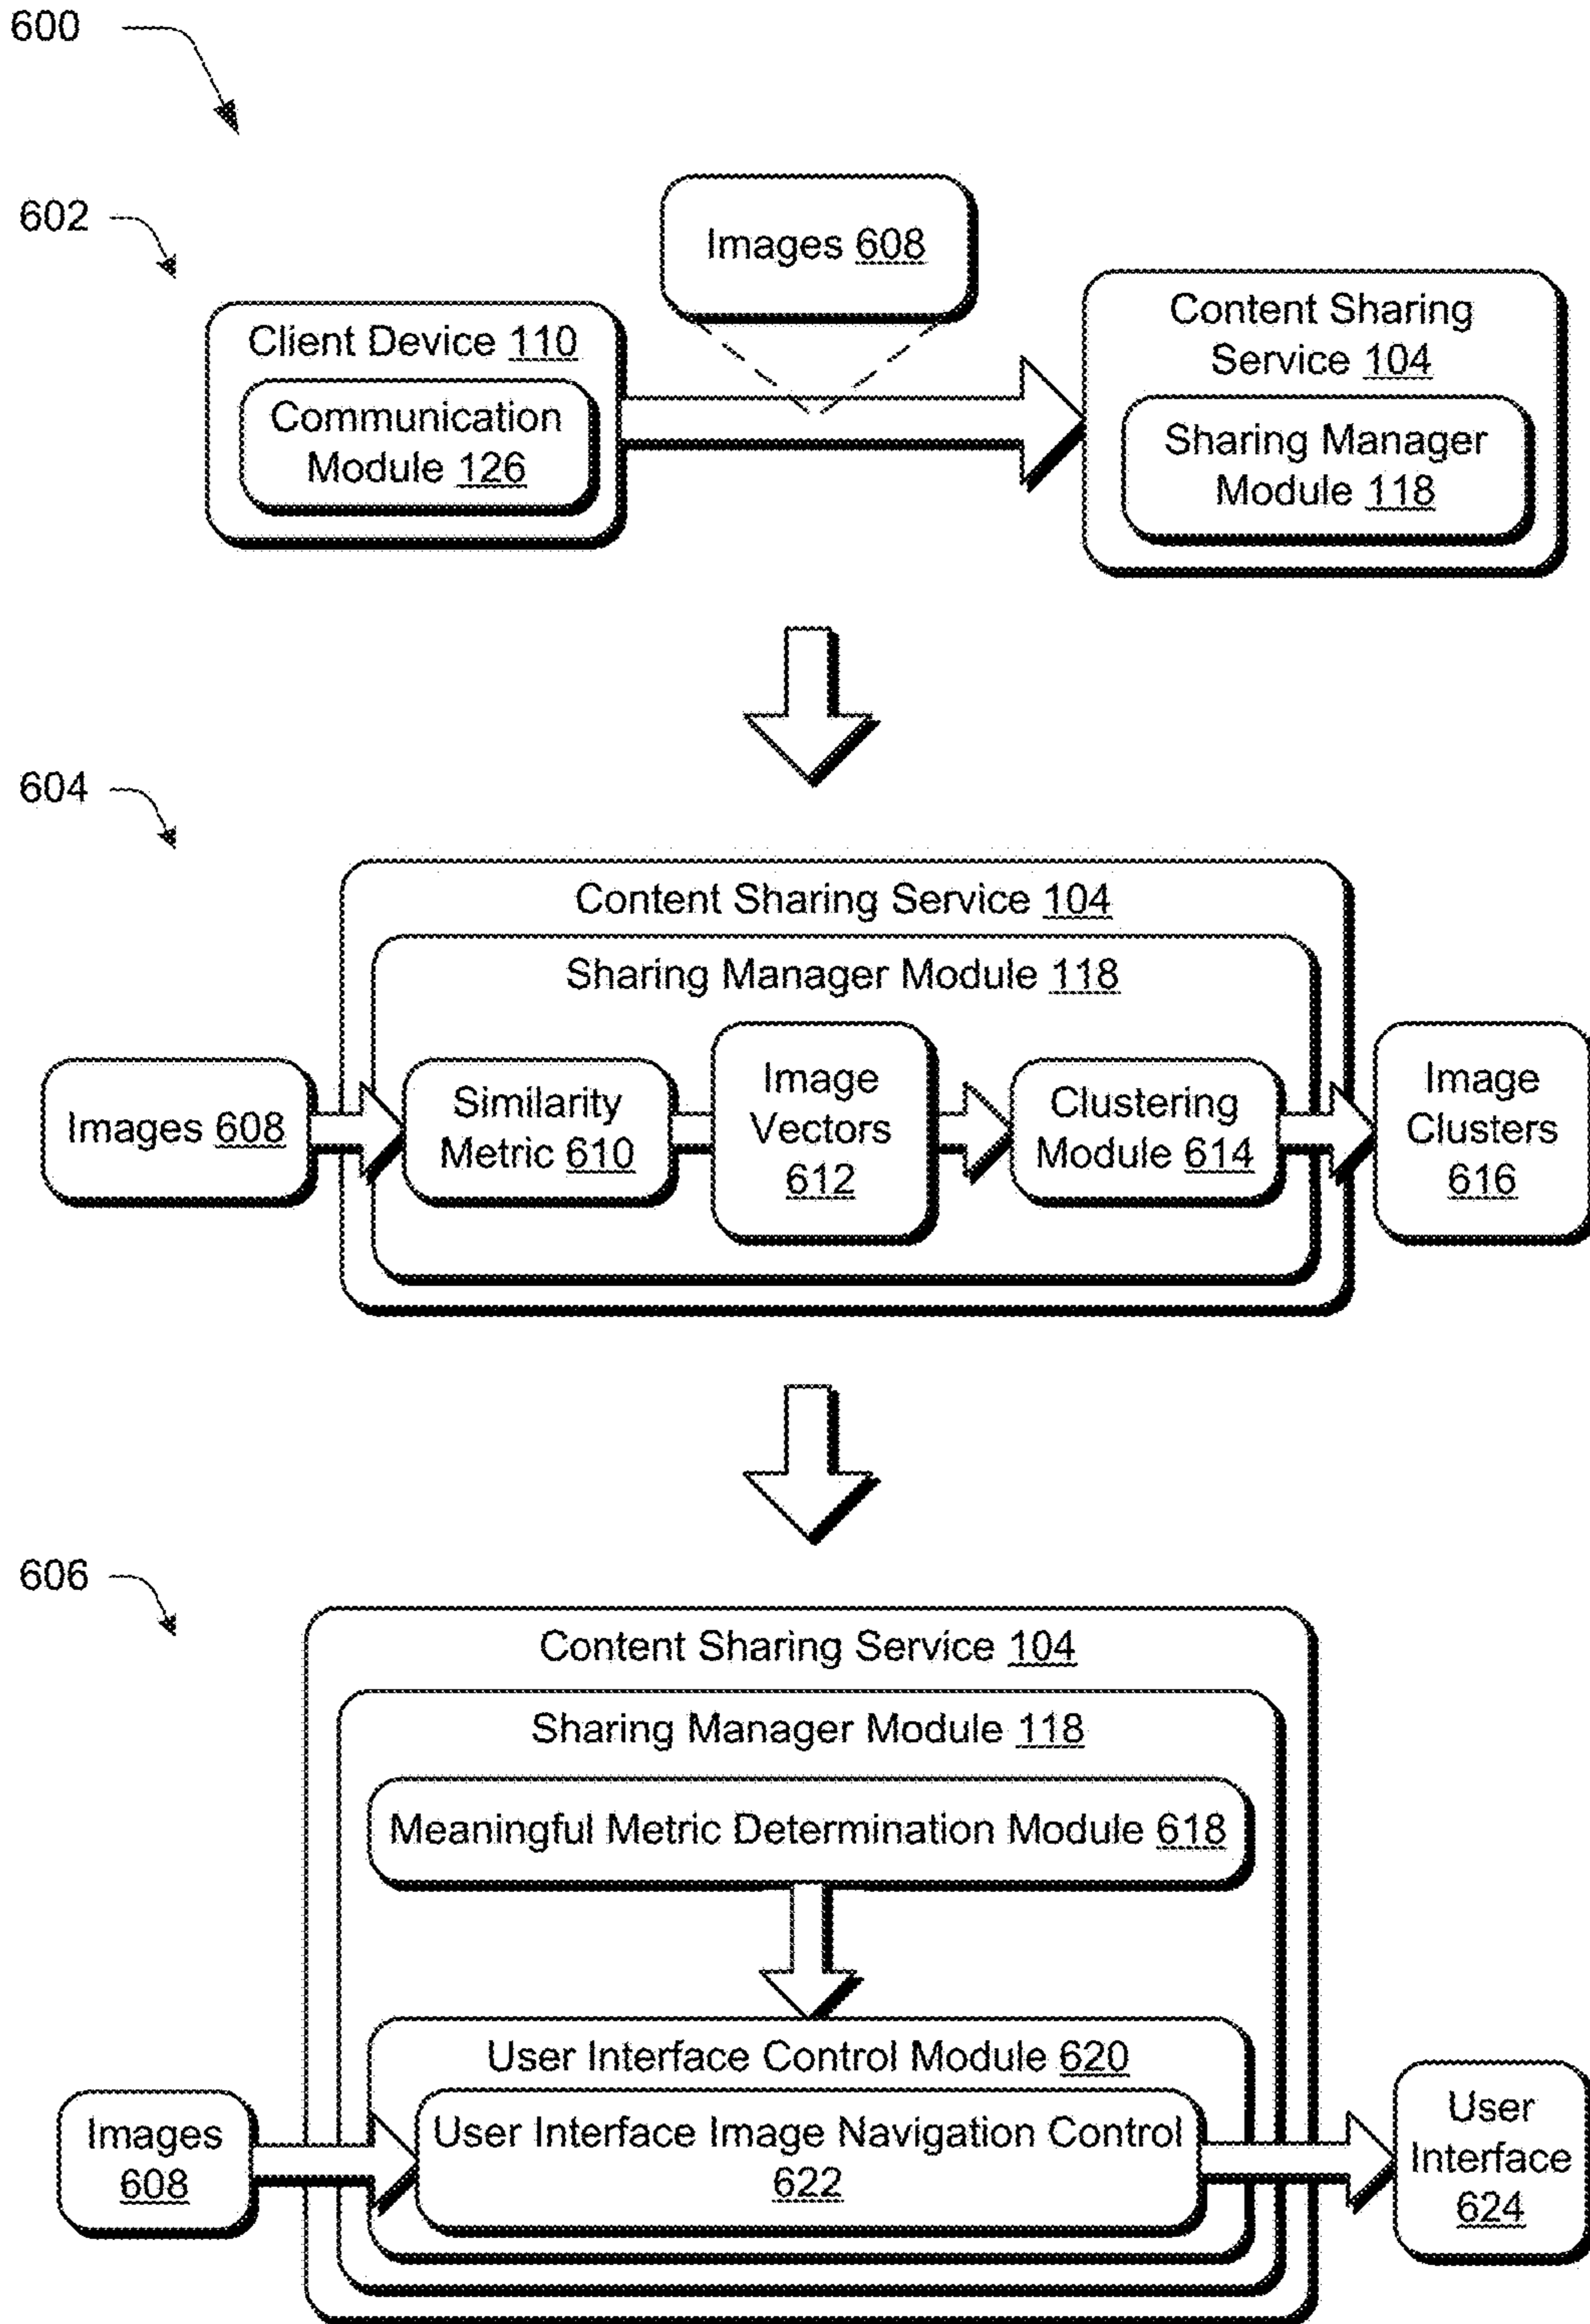 600
602
Images 608
Client Device 110
Communication
Module 126
Content Sharing
Service 104
Sharing Manager
Module 118
604
Content Sharing Service 104
Sharing Manager Module 118
Images 608
Similarity
Metric 610
Image
Vectors
612
Clustering
Module 614
Image
Clusters
616
606
Content Sharing Service 104
Sharing Manager Module 118
Meaningful Metric Determination Module 618
User Interface Control Module 620
Images
608
User Interface Image Navigation Control
622
User
Interface
624